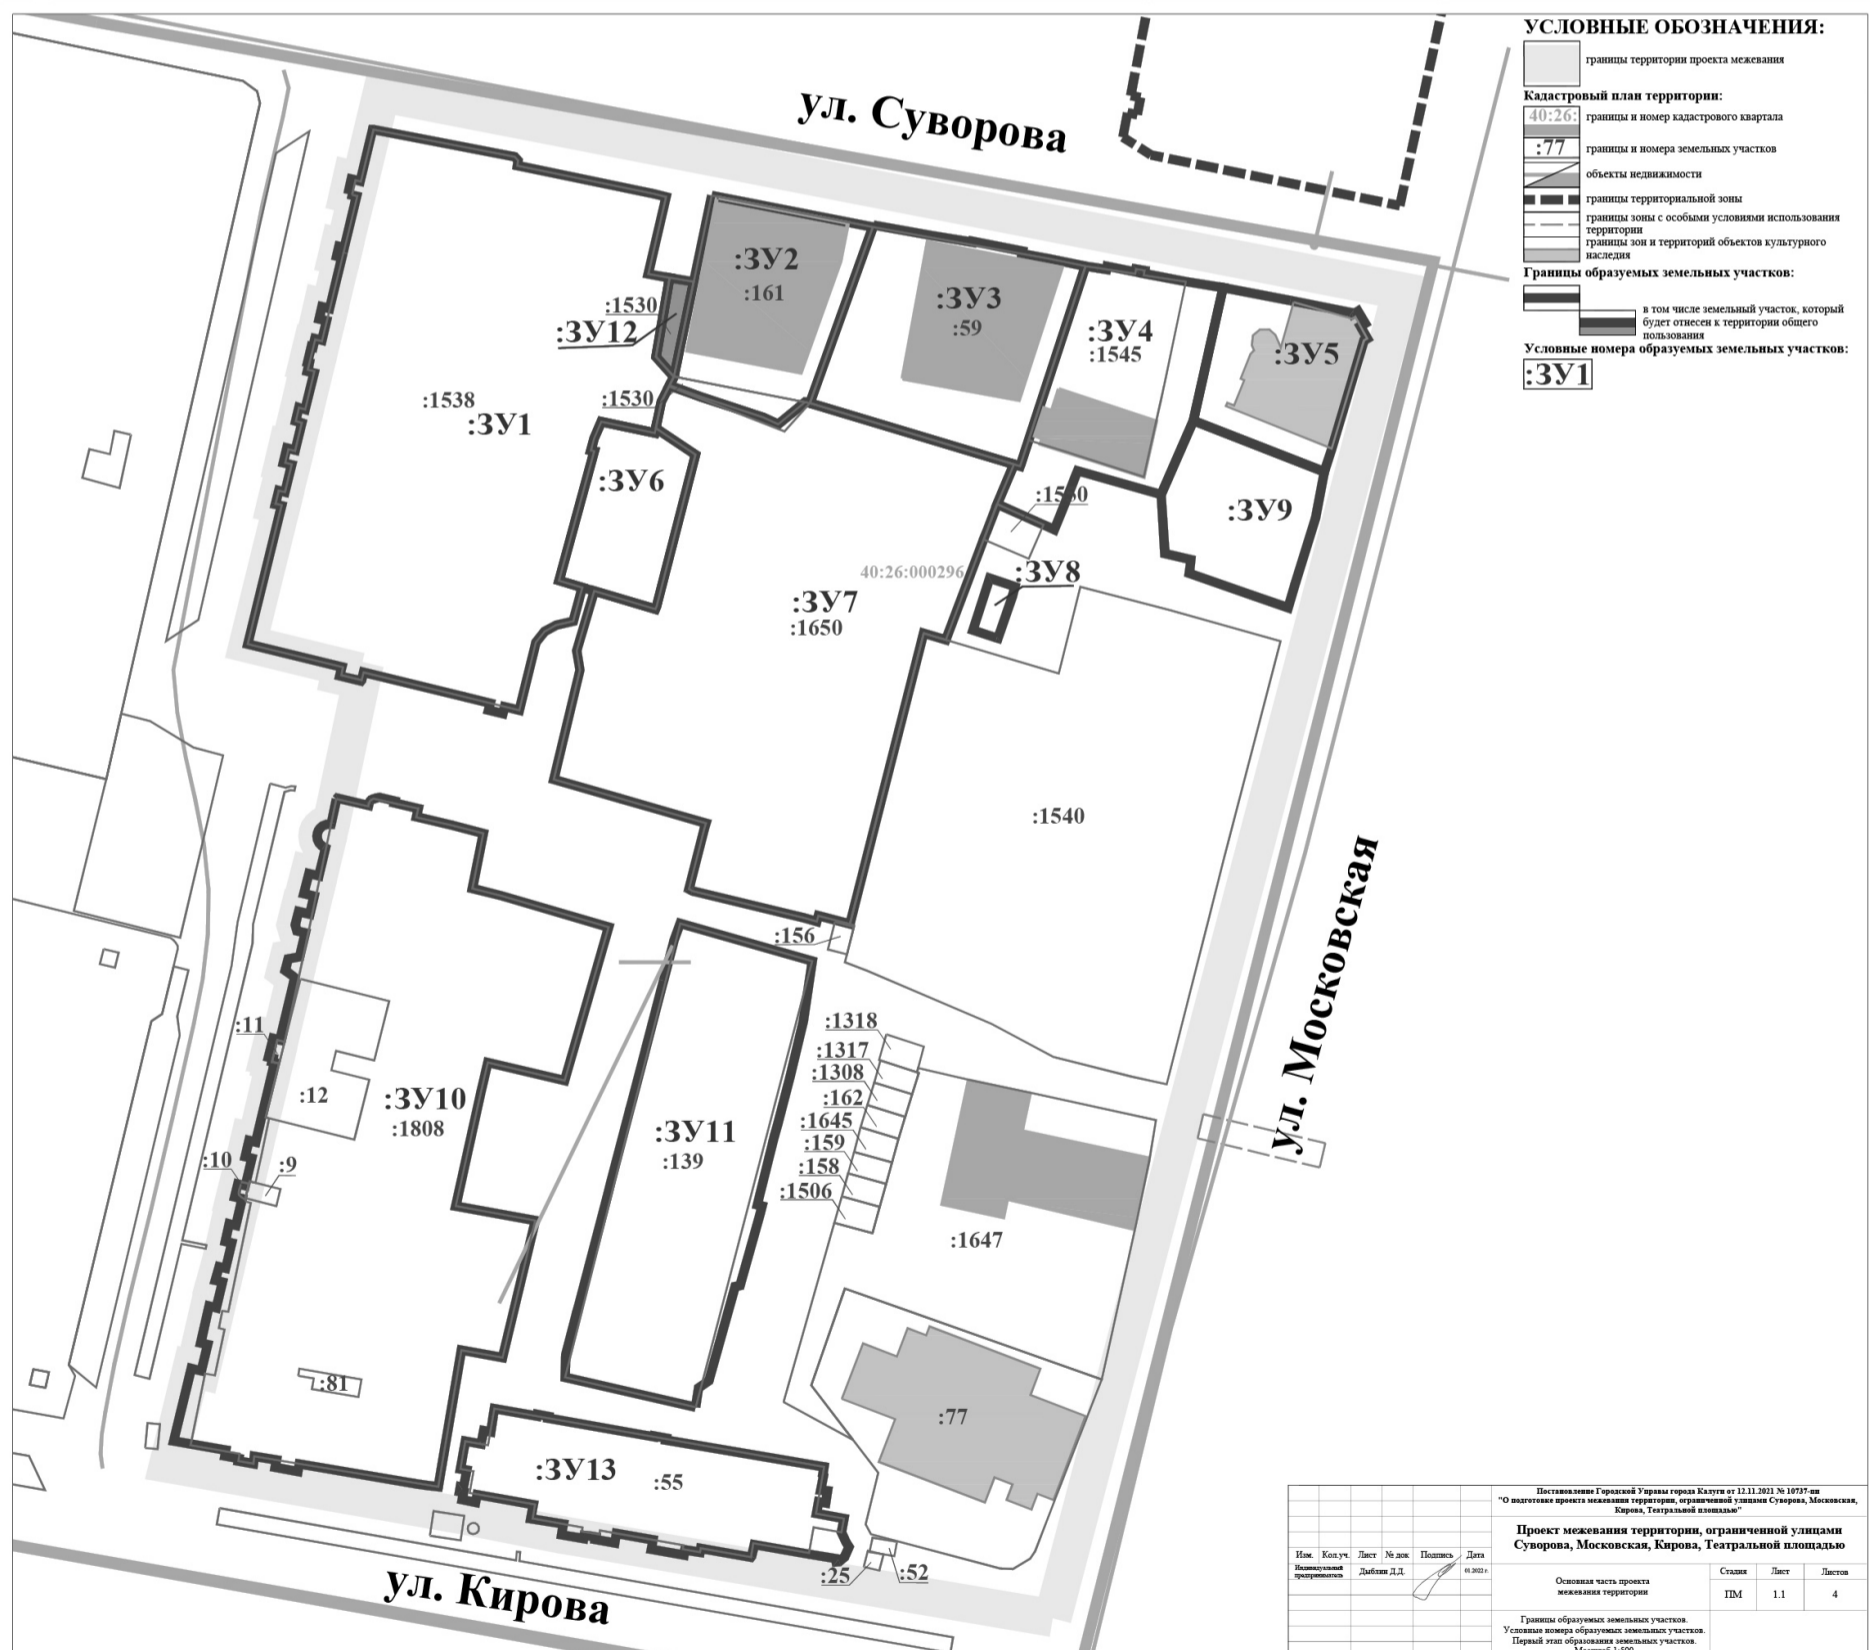 УСЛОВНЫЕ ОБОЗНАЧЕНИЯ:
границы территории проекта межевания
Кадастровый план территории:
40:26:
границы и номер кадастрового квартала
:77
границы и номера земельных участков
объекты недвижимости
границы территориальной зоны
границы зоны с особыми условиями использования
территории
границы зон и территорий объектов культурного
наследия
Границы образуемых земельных участков:
в том числе земельный участок, который
будет отнесен к территории общего
пользования
Условные номера образуемых земельных участков:
:ЗУ1
ул. Суворова
:ЗУ2
:161
:ЗУ3
:59
:ЗУ4
:1545
:ЗУ5
:1530
:ЗУ12
:1538
:ЗУ1
:1530
:ЗУ6
:ЗУ9
40:26:000296
:ЗУ8
:ЗУ7
:1650
:1540
ул. Московская
:156
:11
:12
:ЗУ10
:1808
:10
:9
:ЗУ11
:139
:1318
:1317
:1308
:162
:1645
:159
:158
:1506
:1647
:81
:77
:ЗУ13
:55
:25
:52
ул. Кирова
Постановление Городской Управы города Калуги от 12.11.2021 № 10737-пи
"О подготовке проекта межевания территории, ограниченной улицами Суворова, Московская,
Кирова, Театральной площадью"
Проект межевания территории, ограниченной улицами
Суворова, Московская, Кирова, Театральной площадью
Изм. Кол.уч. Лист № док Подпись Дата
Индивидуальный
предприниматель
Дыблин Д.Д.
01.2022 г.
Основная часть проекта
межевания территории
Стадия Лист Листов
ПМ 1.1 4
Границы образуемых земельных участков.
Условные номера образуемых земельных участков.
Первый этап образования земельных участков.